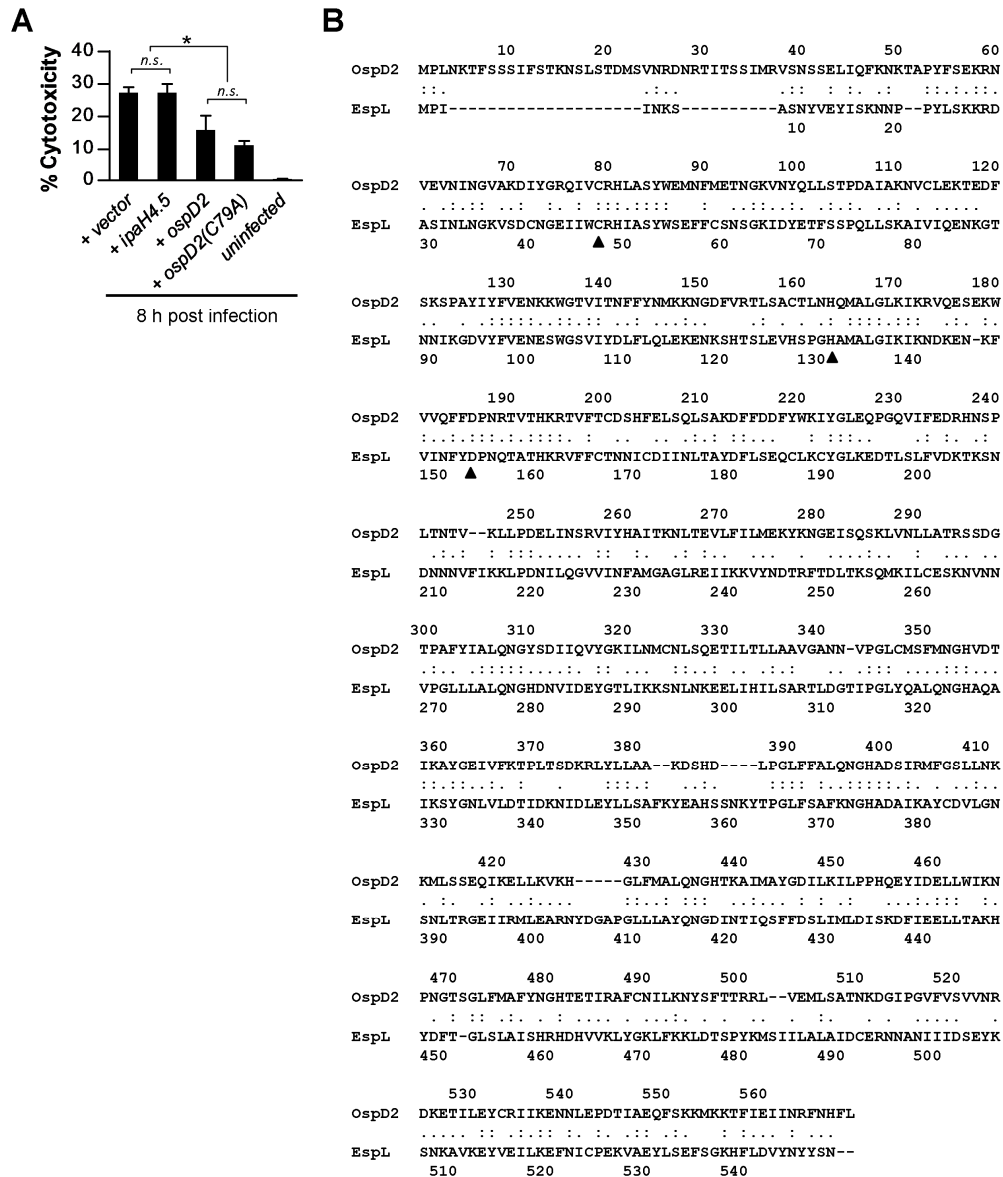 A
% Cytotoxicity
40
30
20
10
0
*
n.s.
n.s.
+ vector
+ ipaH4.5
+ ospD2
+ ospD2(C79A)
uninfected
8 h post infection
B
10 20 30 40 50 60
OspD2 MPLNKTFSSSIFSTKNSLSTDMSVNRDNRTITSSIMRVSNSSELIQFKNKTAPYFSEKRN
EspL MPI---------------------INKS----------ASNYVEYISKNNP--PYLSKKRD
10 20
70 80 90 100 110 120
OspD2 VEVNINGVAKDIYGRQIVCRHLASYWEMNFMETNGKVNYQLLSTPDAIAKNVCLEKTEDF
EspL ASINLNGKVSDCNGEIIWCRHIASYWSEFFCSNSGKIDYETFSSPQLLSKAIVIQENKGT
30 40 ▲ 50 60 70 80
130 140 150 160 170 180
OspD2 SKSPAYIYFVENKKWGTVITNFFYNMKKNGDFVRTLSACTLNHQMALGLKIKRVQESEKW
EspL NNIKGDVYFVENESWGSVIYDLFLQLEKENKSHTSLEVHSPGHAMALGIKIKNDKEN-KF
90 100 110 120 130 ▲ 140
190 200 210 220 230 240
OspD2 VVQFFDPNRTVTHKRTVFTCDSHFELSQLSAKDFFDDFYWKIYGLEQPGQVIFEDRHNSP
EspL VINFYDPNQTATHKRVFFCTNNICDIINLTAYDFLSEQCLKCYGLKEDTLSLFVDKTKSN
150 ▲ 160 170 180 190 200
250 260 270 280 290
OspD2 LTNTV--KLLPDELINSRVIYHAITKNLTEVLFILMEKYKNGEISQSKLVNLLATRSSDG
EspL DNNNVFIKKLPDNILQGVVINFAMGAGLREIIKKVYNDTRFTDLTKSQMKILCESKNVNN
210 220 230 240 250 260
300 310 320 330 340 350
OspD2 TPAFYIALQNGYSDIIQVYGKILNMCNLSQETILTLLAAVGANN-VPGLCMSFMNGHVDT
EspL VPGLLLALQNGHDNVIDEYGTLIKKSNLNKEELIHILSARTLDGTIPGLYQALQNGHAQA
270 280 290 300 310 320
360 370 380 390 400 410
OspD2 IKAYGEIVFKTPLTSDKRLYLLAA--KDSHD----LPGLFFALQNGHADSIRMFGSLLNK
EspL IKSYGNLVLDTIDKNIDLEYLLSAFKYEAHSSNKYTPGLFSAFKNGHADAIKAYCDVLGN
330 340 350 360 370 380
420 430 440 450 460
OspD2 KMLSSEQIKELLKVKH-----GLFMALQNGHTKAIMAYGDILKILPPHQEYIDELLWIKN
EspL SNLTRGEIIRMLEARNYDGAPGLLLAYQNGDINTIQSFFDSLIMLDISKDFIEELLTAKH
390 400 410 420 430 440
470 480 490 500 510 520
OspD2 PNGTSGLFMAFYNGHTETIRAFCNILKNYSFTTRRL--VEMLSATNKDGIPGVFVSVVNR
EspL YDFT-GLSLAISHRHDHVVKLYGKLFKKLDTSPYKMSIILALAIDCERNNANIIIDSEYK
450 460 470 480 490 500
530 540 550 560
OspD2 DKETILEYCRIIKENNLEPDTIAEQFSKKMKKTFIEIINRFNHFL
EspL SNKAVKEYVEILKEFNICPEKVAEYLSEFSGKHFLDVYNYYSN--
510 520 530 540